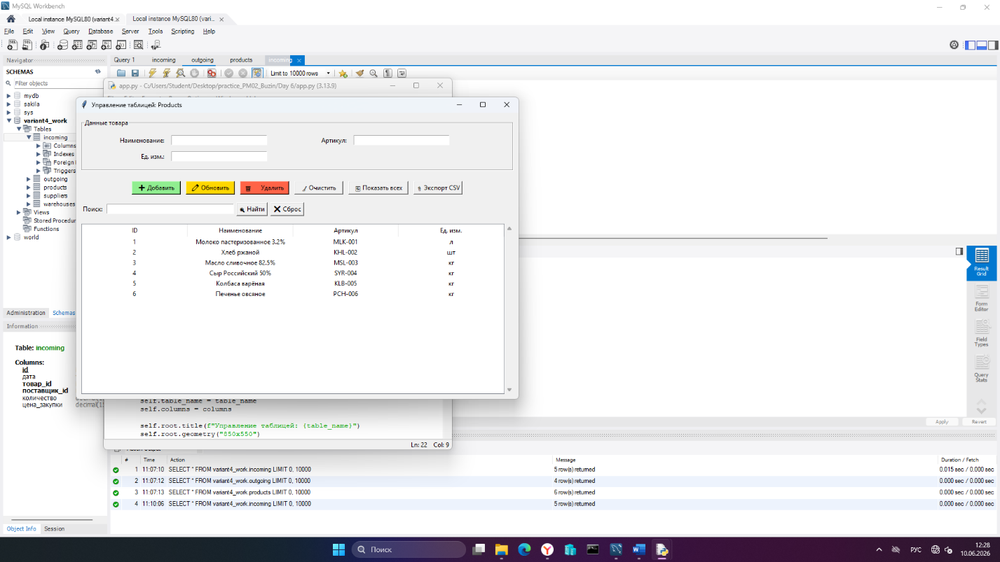 MySQL Workbench
Local instance MySQL80 (variant4... Local instance MySQL80 (vari...
File Edit View Query Database Server Tools Scripting Help
Navigator
SCHEMAS
Filter objects
mydb
sakila
sys
variant4_work
Tables
incoming
Columns
Indexes
Foreign
Triggers
outgoing
products
suppliers
warehouses
Views
Stored Procedur
Functions
world
Administration Schemas
Information
Table: incoming
Columns:
id
дата
товар_id
поставщик_id
количество
цена_закупки decimal(1
Query 1 incoming outgoing products incoming
Limit to 10000 rows
app.py - C:/Users/Student/Desktop/practice_PM02_Buzin/Day 6/app.py (3.13.9)
Управление таблицей: Products
Данные товара
Наименование: Артикул:
Ед. изм.:
Добавить Обновить Удалить Очистить Показать всех Экспорт CSV
Поиск: Найти Сброс
ID Наименование Артикул Ед. изм.
1 Молоко пастеризованное 3.2% MLK-001 л
2 Хлеб ржаной KHL-002 шт
3 Масло сливочное 82.5% MSL-003 кг
4 Сыр Российский 50% SYR-004 кг
5 Колбаса варёная KLB-005 кг
6 Печенье овсяное PCH-006 кг
self.table_name = table_name
self.columns = columns
self.root.title(f"Управление таблицей: {table_name}")
self.root.geometry("850x550")
Ln: 22 Col: 9
Result Grid
Form Editor
Field Types
Query Stats
Apply Revert
# Time Action Message Duration / Fetch
1 11:07:10 SELECT * FROM variant4_work.incoming LIMIT 0, 10000 5 row(s) returned 0.015 sec / 0.000 sec
2 11:07:12 SELECT * FROM variant4_work.outgoing LIMIT 0, 10000 4 row(s) returned 0.000 sec / 0.000 sec
3 11:07:13 SELECT * FROM variant4_work.products LIMIT 0, 10000 6 row(s) returned 0.000 sec / 0.000 sec
4 11:10:06 SELECT * FROM variant4_work.incoming LIMIT 0, 10000 5 row(s) returned 0.000 sec / 0.000 sec
Object Info Session
Поиск
РУС
12:28
10.06.2026